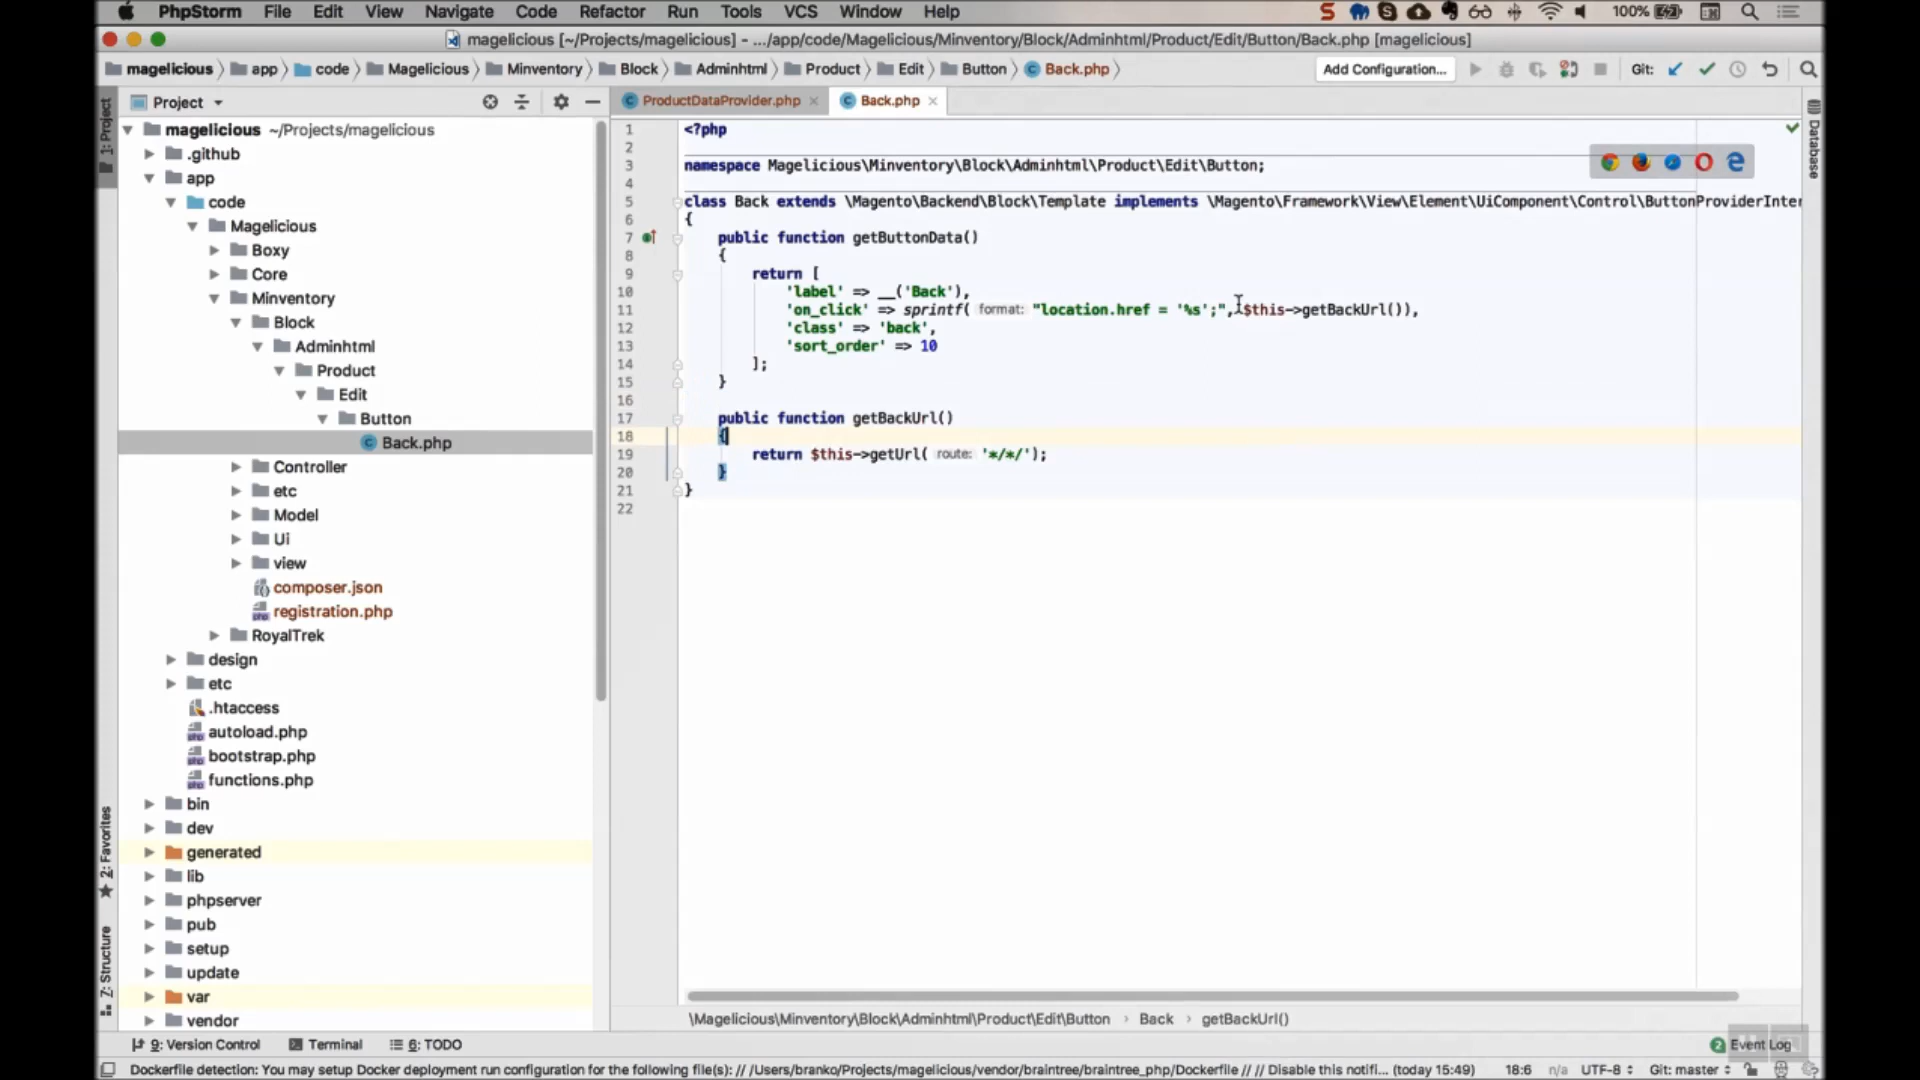 PhpStorm File Edit View Navigate Code Refactor Run Tools VCS Window Help 100%
magelicious [~/Projects/magelicious] - .../app/code/Magelicious/Minventory/Block/Adminhtml/Product/Edit/Button/Back.php [magelicious]
magelicious app code Magelicious Minventory Block Adminhtml Product Edit Button Back.php Add Configuration... Git:
Project ProductDataProvider.php Back.php
1: Project
Database
magelicious ~/Projects/magelicious
.github
app
code
Magelicious
Boxy
Core
Minventory
Block
Adminhtml
Product
Edit
Button
Back.php
Controller
etc
Model
Ui
view
composer.json
registration.php
RoyalTrek
design
etc
.htaccess
autoload.php
bootstrap.php
functions.php
bin
dev
generated
lib
phpserver
pub
setup
update
var
vendor
2: Favorites
7: Structure
1 <?php
2
3 namespace Magelicious\Minventory\Block\Adminhtml\Product\Edit\Button;
4
5 class Back extends \Magento\Backend\Block\Template implements \Magento\Framework\View\Element\UiComponent\Control\ButtonProviderInter
6 {
7 public function getButtonData()
8 {
9 return [
10 'label' => __('Back'),
11 'on_click' => sprintf( format: "location.href = '%s';", $this->getBackUrl()),
12 'class' => 'back',
13 'sort_order' => 10
14 ];
15 }
16
17 public function getBackUrl()
18 {
19 return $this->getUrl( route: '*/*/');
20 }
21 }
22
\Magelicious\Minventory\Block\Adminhtml\Product\Edit\Button › Back › getBackUrl()
9: Version Control Terminal 6: TODO 2 Event Log
Dockerfile detection: You may setup Docker deployment run configuration for the following file(s): // /Users/branko/Projects/magelicious/vendor/braintree/braintree_php/Dockerfile // // Disable this notifi... (today 15:49) 18:6 n/a UTF-8 Git: master